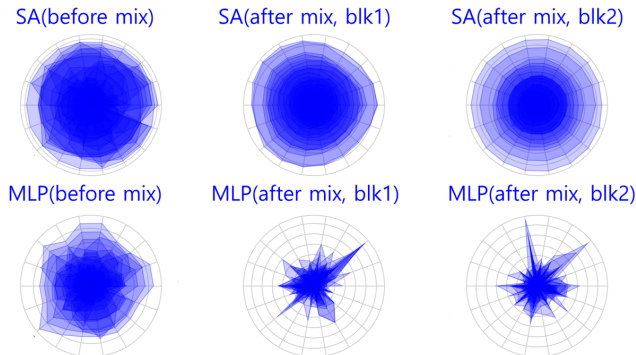 SA(before mix)
SA(after mix, blk1)
SA(after mix, blk2)
MLP(before mix)
MLP(after mix, blk1)
MLP(after mix, blk2)